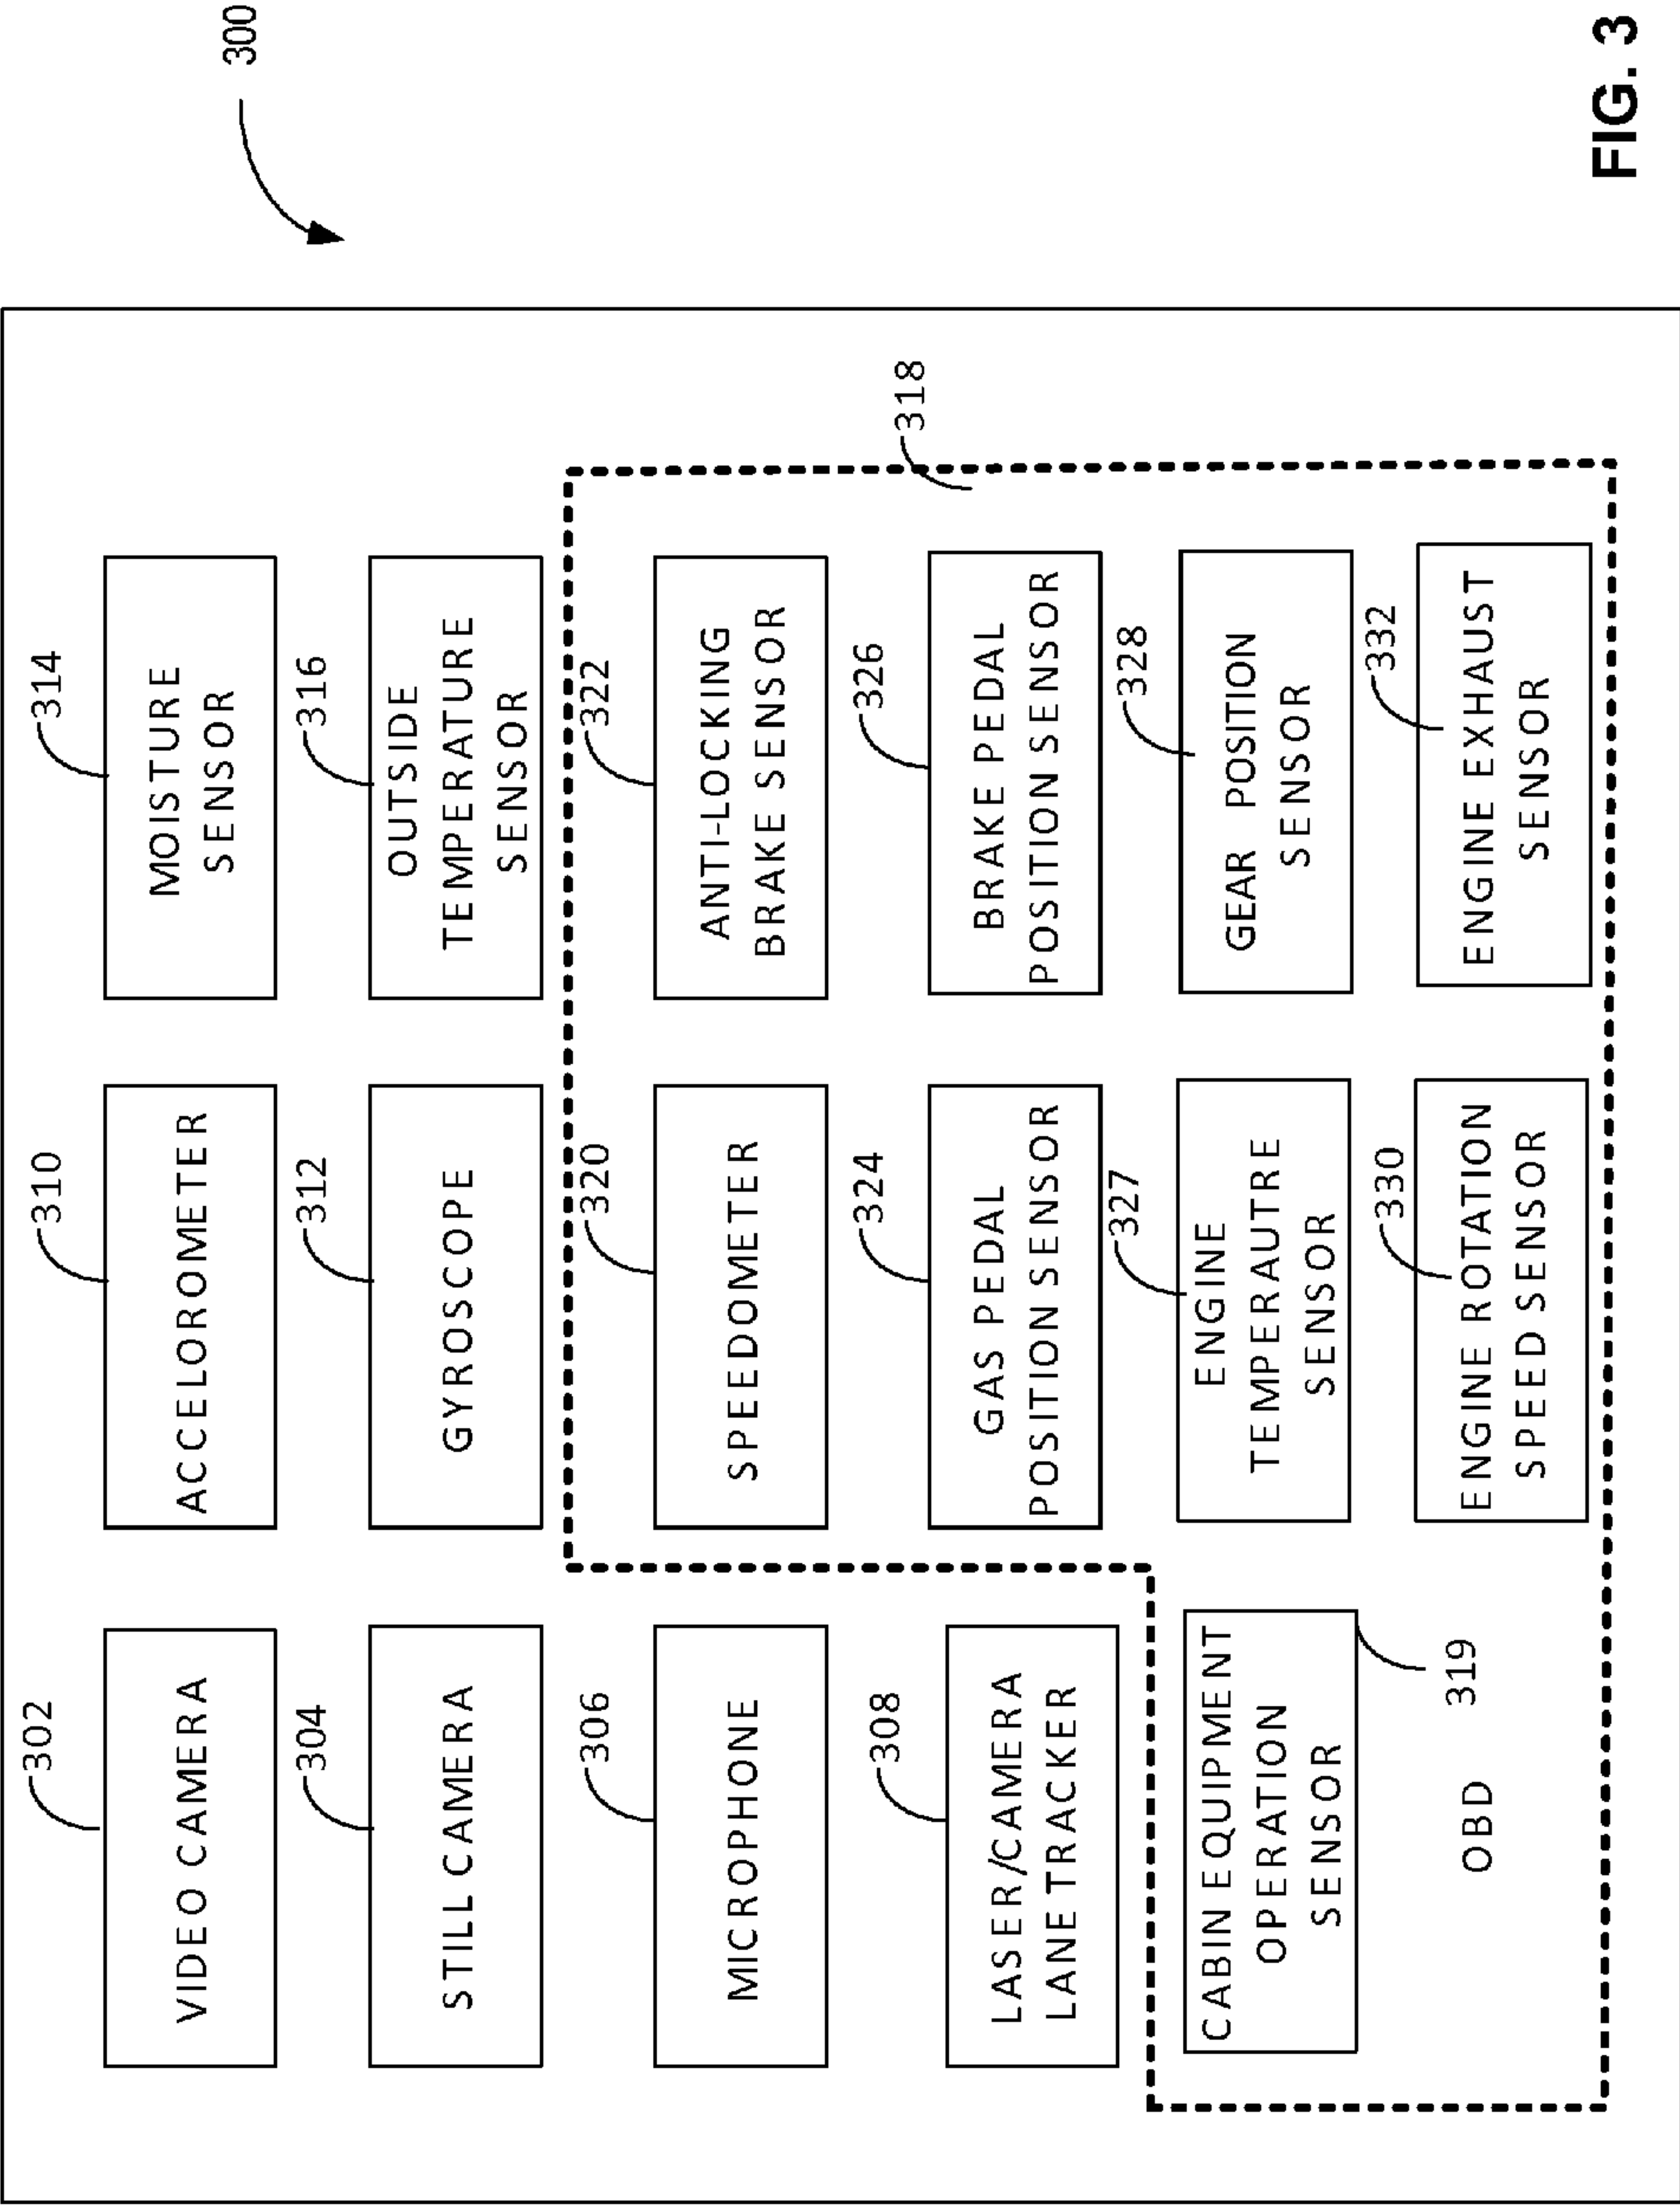 300
302
VIDEO CAMERA
310
ACCELOROMETER
314
MOISTURE
SENSOR
304
STILL CAMERA
312
GYROSCOPE
316
OUTSIDE
TEMPERATURE
SENSOR
306
MICROPHONE
320
SPEEDOMETER
322
ANTI-LOCKING
BRAKE SENSOR
318
308
LASER/CAMERA
LANE TRACKER
324
GAS PEDAL
POSITION SENSOR
326
BRAKE PEDAL
POSITION SENSOR
CABIN EQUIPMENT
OPERATION
SENSOR
319
327
ENGINE
TEMPERAUTRE
SENSOR
328
GEAR POSITION
SENSOR
OBD
330
ENGINE ROTATION
SPEED SENSOR
332
ENGINE EXHAUST
SENSOR
FIG. 3